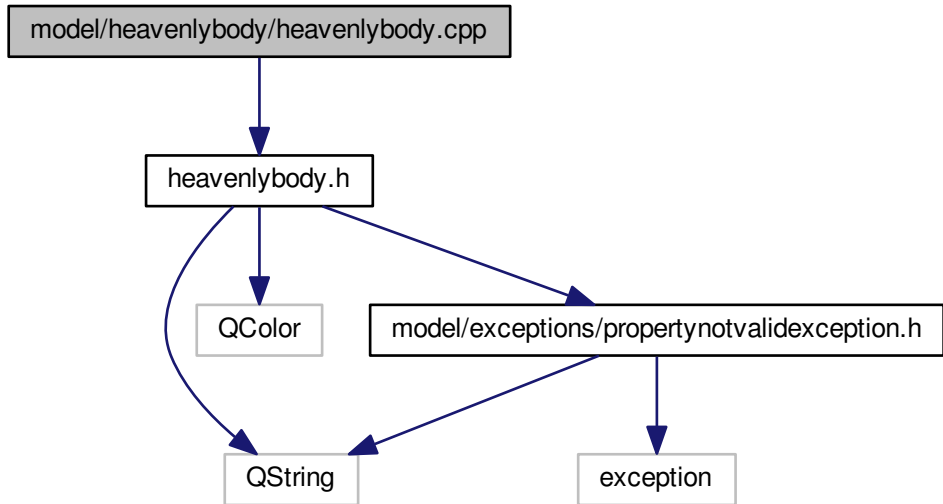 model/heavenlybody/heavenlybody.cpp
heavenlybody.h
QColor
model/exceptions/propertynotvalidexception.h
QString
exception